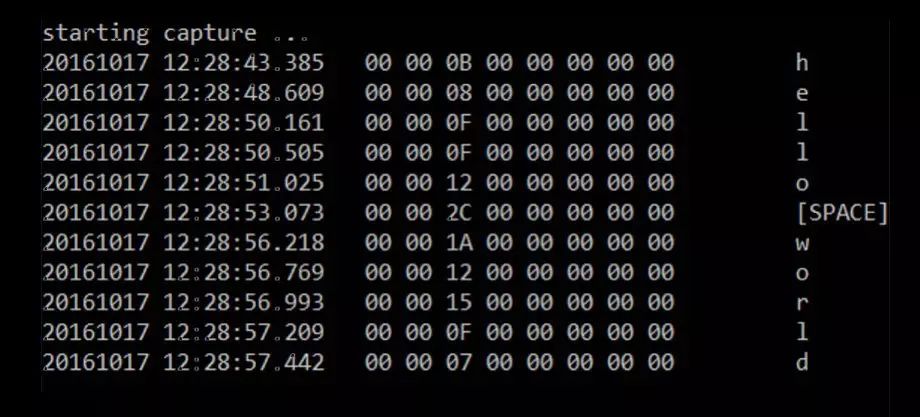 starting capture ...
20161017 12:28:43.385 00 00 0B 00 00 00 00 00 h
20161017 12:28:48.609 00 00 08 00 00 00 00 00 e
20161017 12:28:50.161 00 00 0F 00 00 00 00 00 l
20161017 12:28:50.505 00 00 0F 00 00 00 00 00 l
20161017 12:28:51.025 00 00 12 00 00 00 00 00 o
20161017 12:28:53.073 00 00 2C 00 00 00 00 00 [SPACE]
20161017 12:28:56.218 00 00 1A 00 00 00 00 00 w
20161017 12:28:56.769 00 00 12 00 00 00 00 00 o
20161017 12:28:56.993 00 00 15 00 00 00 00 00 r
20161017 12:28:57.209 00 00 0F 00 00 00 00 00 l
20161017 12:28:57.442 00 00 07 00 00 00 00 00 d